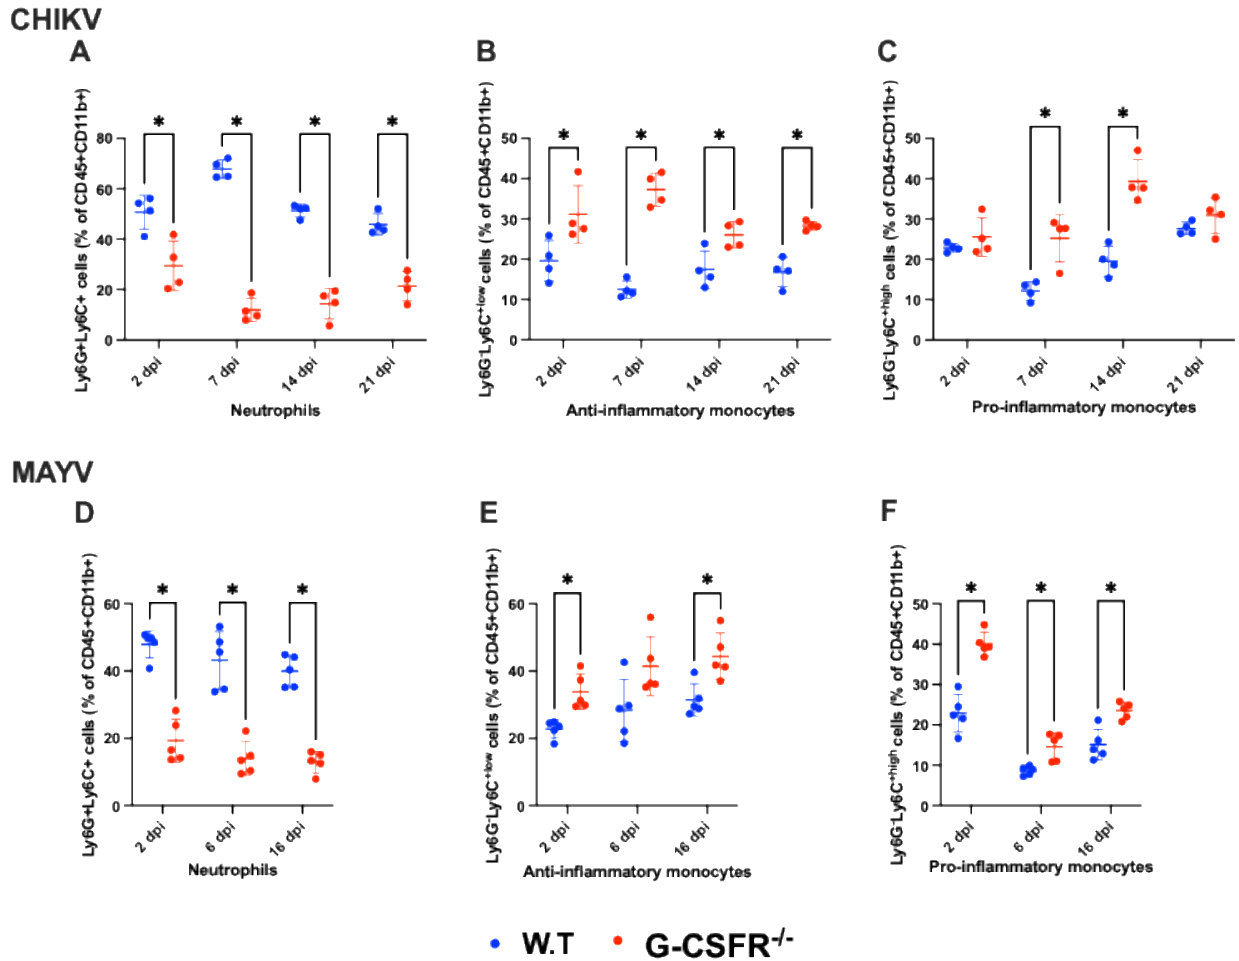 CHIKV
A
B
C
Ly6G+Ly6C+ cells (% of CD45+CD11b+)
80
60
40
20
0
*
*
*
*
2 dpi
7 dpi
14 dpi
21 dpi
Neutrophils
Ly6G-Ly6C+low cells (% of CD45+CD11b+)
50
40
30
20
10
0
*
*
*
*
2 dpi
7 dpi
14 dpi
21 dpi
Anti-inflammatory monocytes
Ly6G-Ly6C+high cells (% of CD45+CD11b+)
50
40
30
20
10
0
*
*
2 dpi
7 dpi
14 dpi
21 dpi
Pro-inflammatory monocytes
MAYV
D
E
F
Ly6G+Ly6C+ cells (% of CD45+CD11b+)
60
40
20
0
*
*
*
2 dpi
6 dpi
16 dpi
Neutrophils
Ly6G-Ly6C+low cells (% of CD45+CD11b+)
60
40
20
0
*
*
2 dpi
6 dpi
16 dpi
Anti-inflammatory monocytes
Ly6G-Ly6C+high cells (% of CD45+CD11b+)
50
40
30
20
10
0
*
*
*
2 dpi
6 dpi
16 dpi
Pro-inflammatory monocytes
W.T
G-CSFR-/-